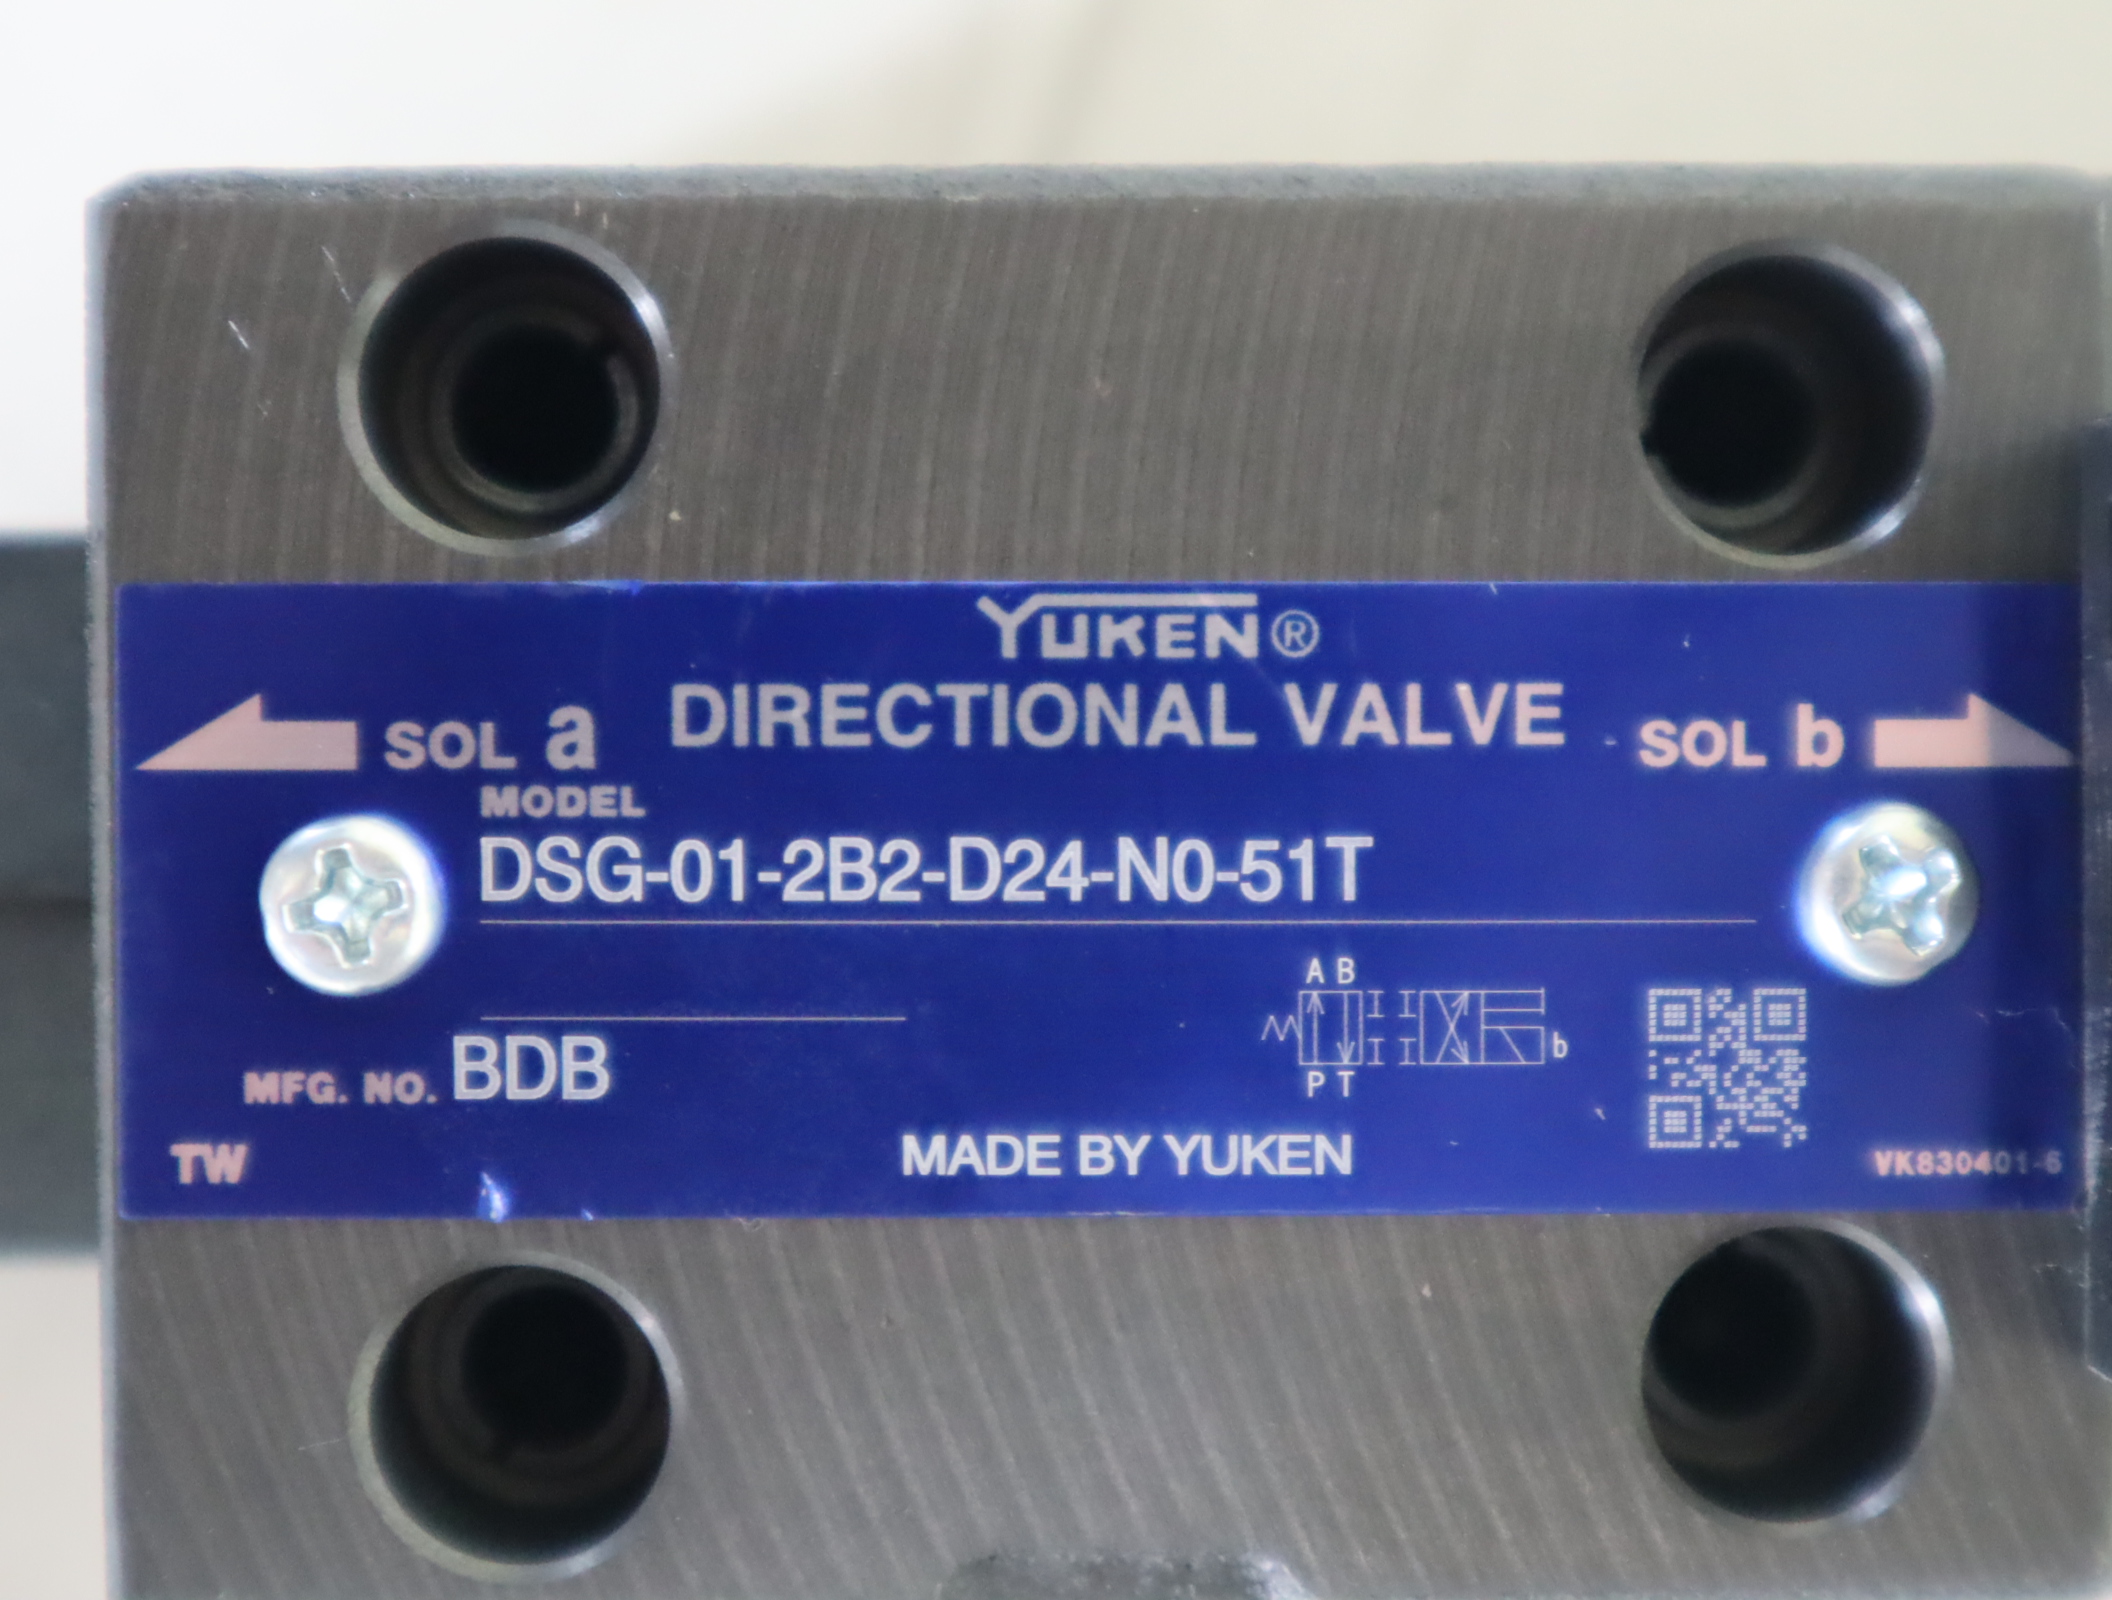 YUKEN®
SOL a DIRECTIONAL VALVE SOL b
MODEL
DSG-01-2B2-D24-N0-51T
A B
b
P T
MFG. NO. BDB
TW
MADE BY YUKEN
VK830401-6